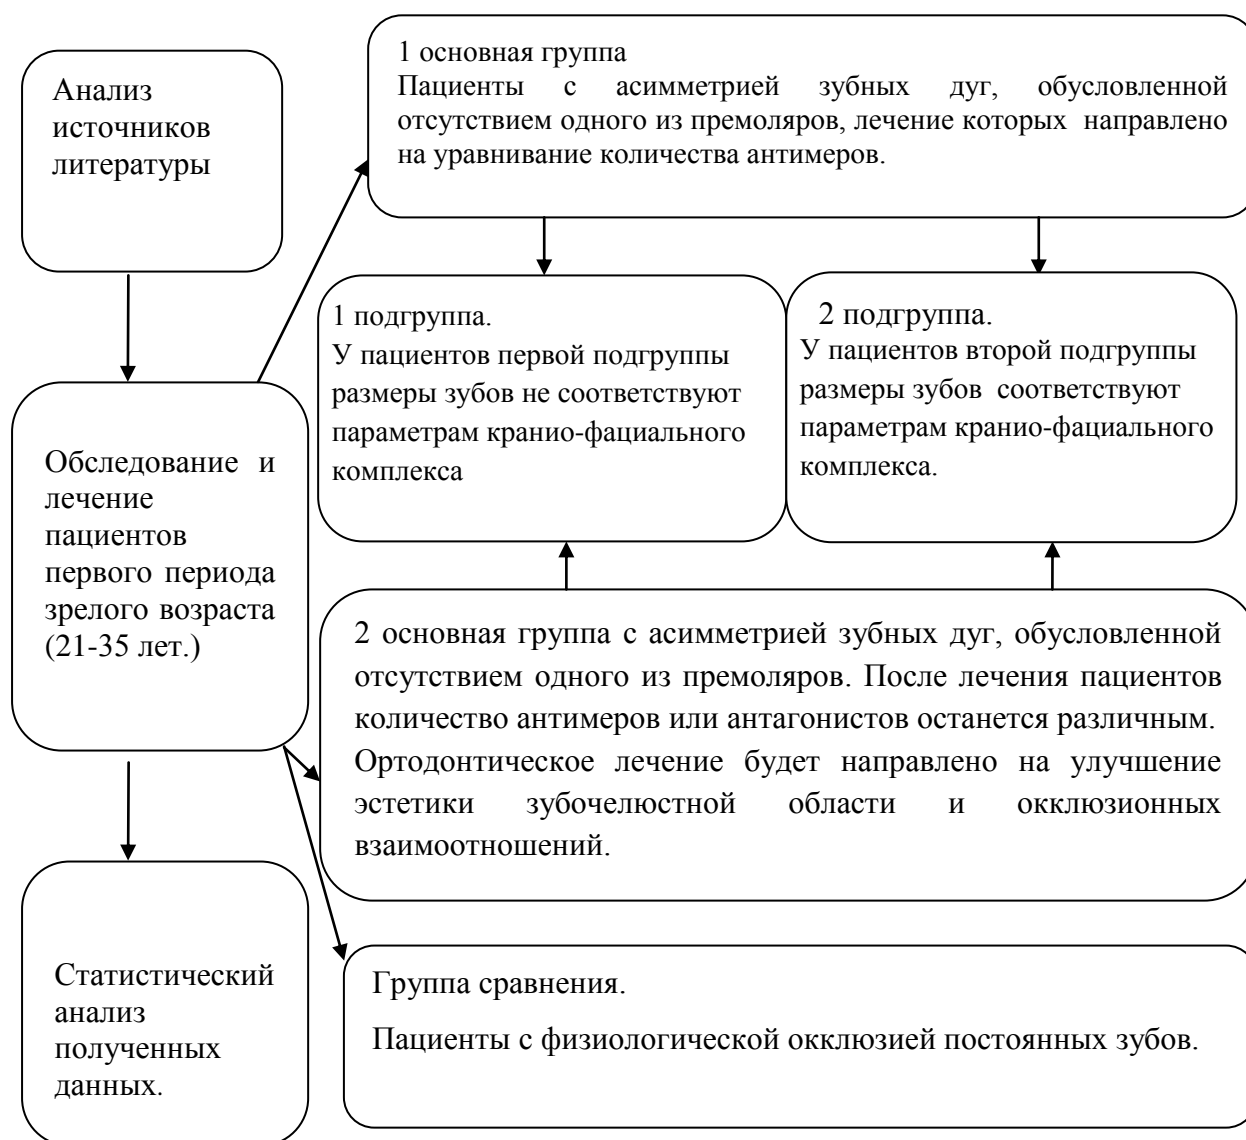 Анализ
источников
литературы
1 основная группа
Пациенты с асимметрией зубных дуг, обусловленной
отсутствием одного из премоляров, лечение которых направлено
на уравнивание количества антимеров.
1 подгруппа.
У пациентов первой подгруппы
размеры зубов не соответствуют
параметрам кранио-фациального
комплекса
2 подгруппа.
У пациентов второй подгруппы
размеры зубов соответствуют
параметрам кранио-фациального
комплекса.
Обследование и
лечение
пациентов
первого периода
зрелого возраста
(21-35 лет.)
2 основная группа с асимметрией зубных дуг, обусловленной
отсутствием одного из премоляров. После лечения пациентов
количество антимеров или антагонистов останется различным.
Ортодонтическое лечение будет направлено на улучшение
эстетики зубочелюстной области и окклюзионных
взаимоотношений.
Статистический
анализ
полученных
данных.
Группа сравнения.
Пациенты с физиологической окклюзией постоянных зубов.